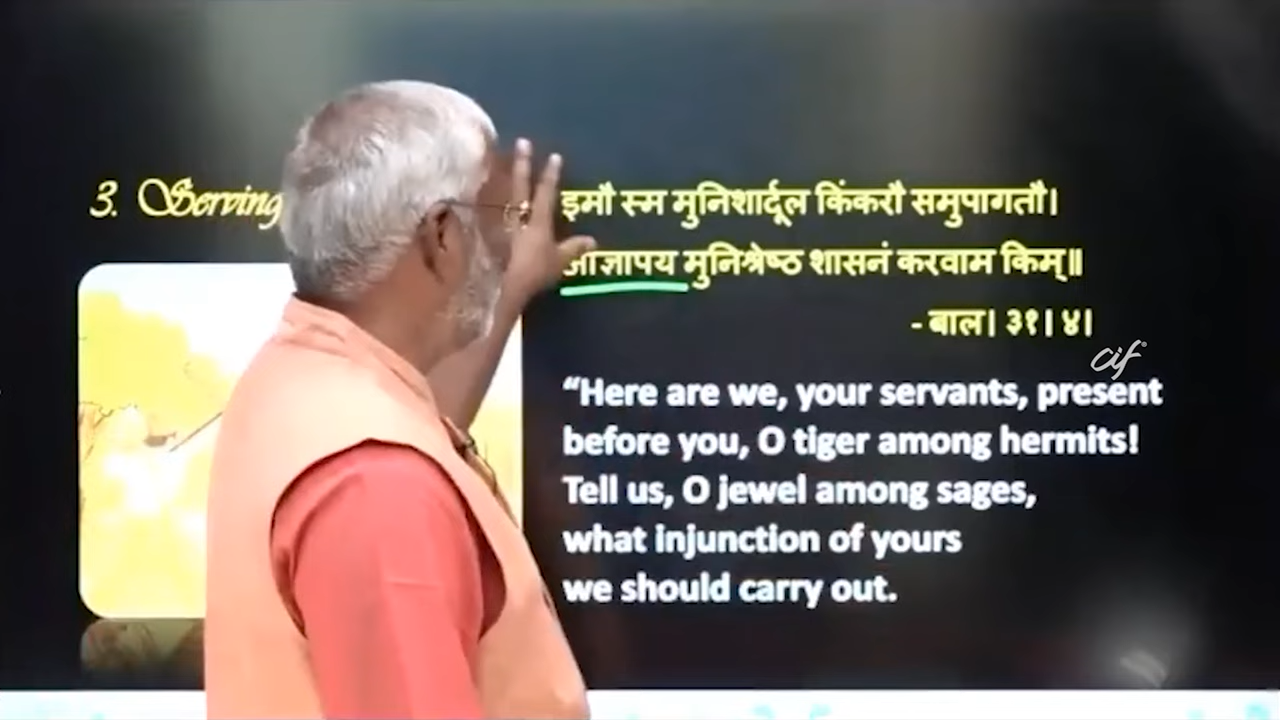 3. Serving
इमौ स्म मुनिशार्दूल किंकरौ समुपागतौ।
आज्ञापय मुनिश्रेष्ठ शासनं करवाम किम्॥
- बाल। ३१। ४।
cif
“Here are we, your servants, present
before you, O tiger among hermits!
Tell us, O jewel among sages,
what injunction of yours
we should carry out.